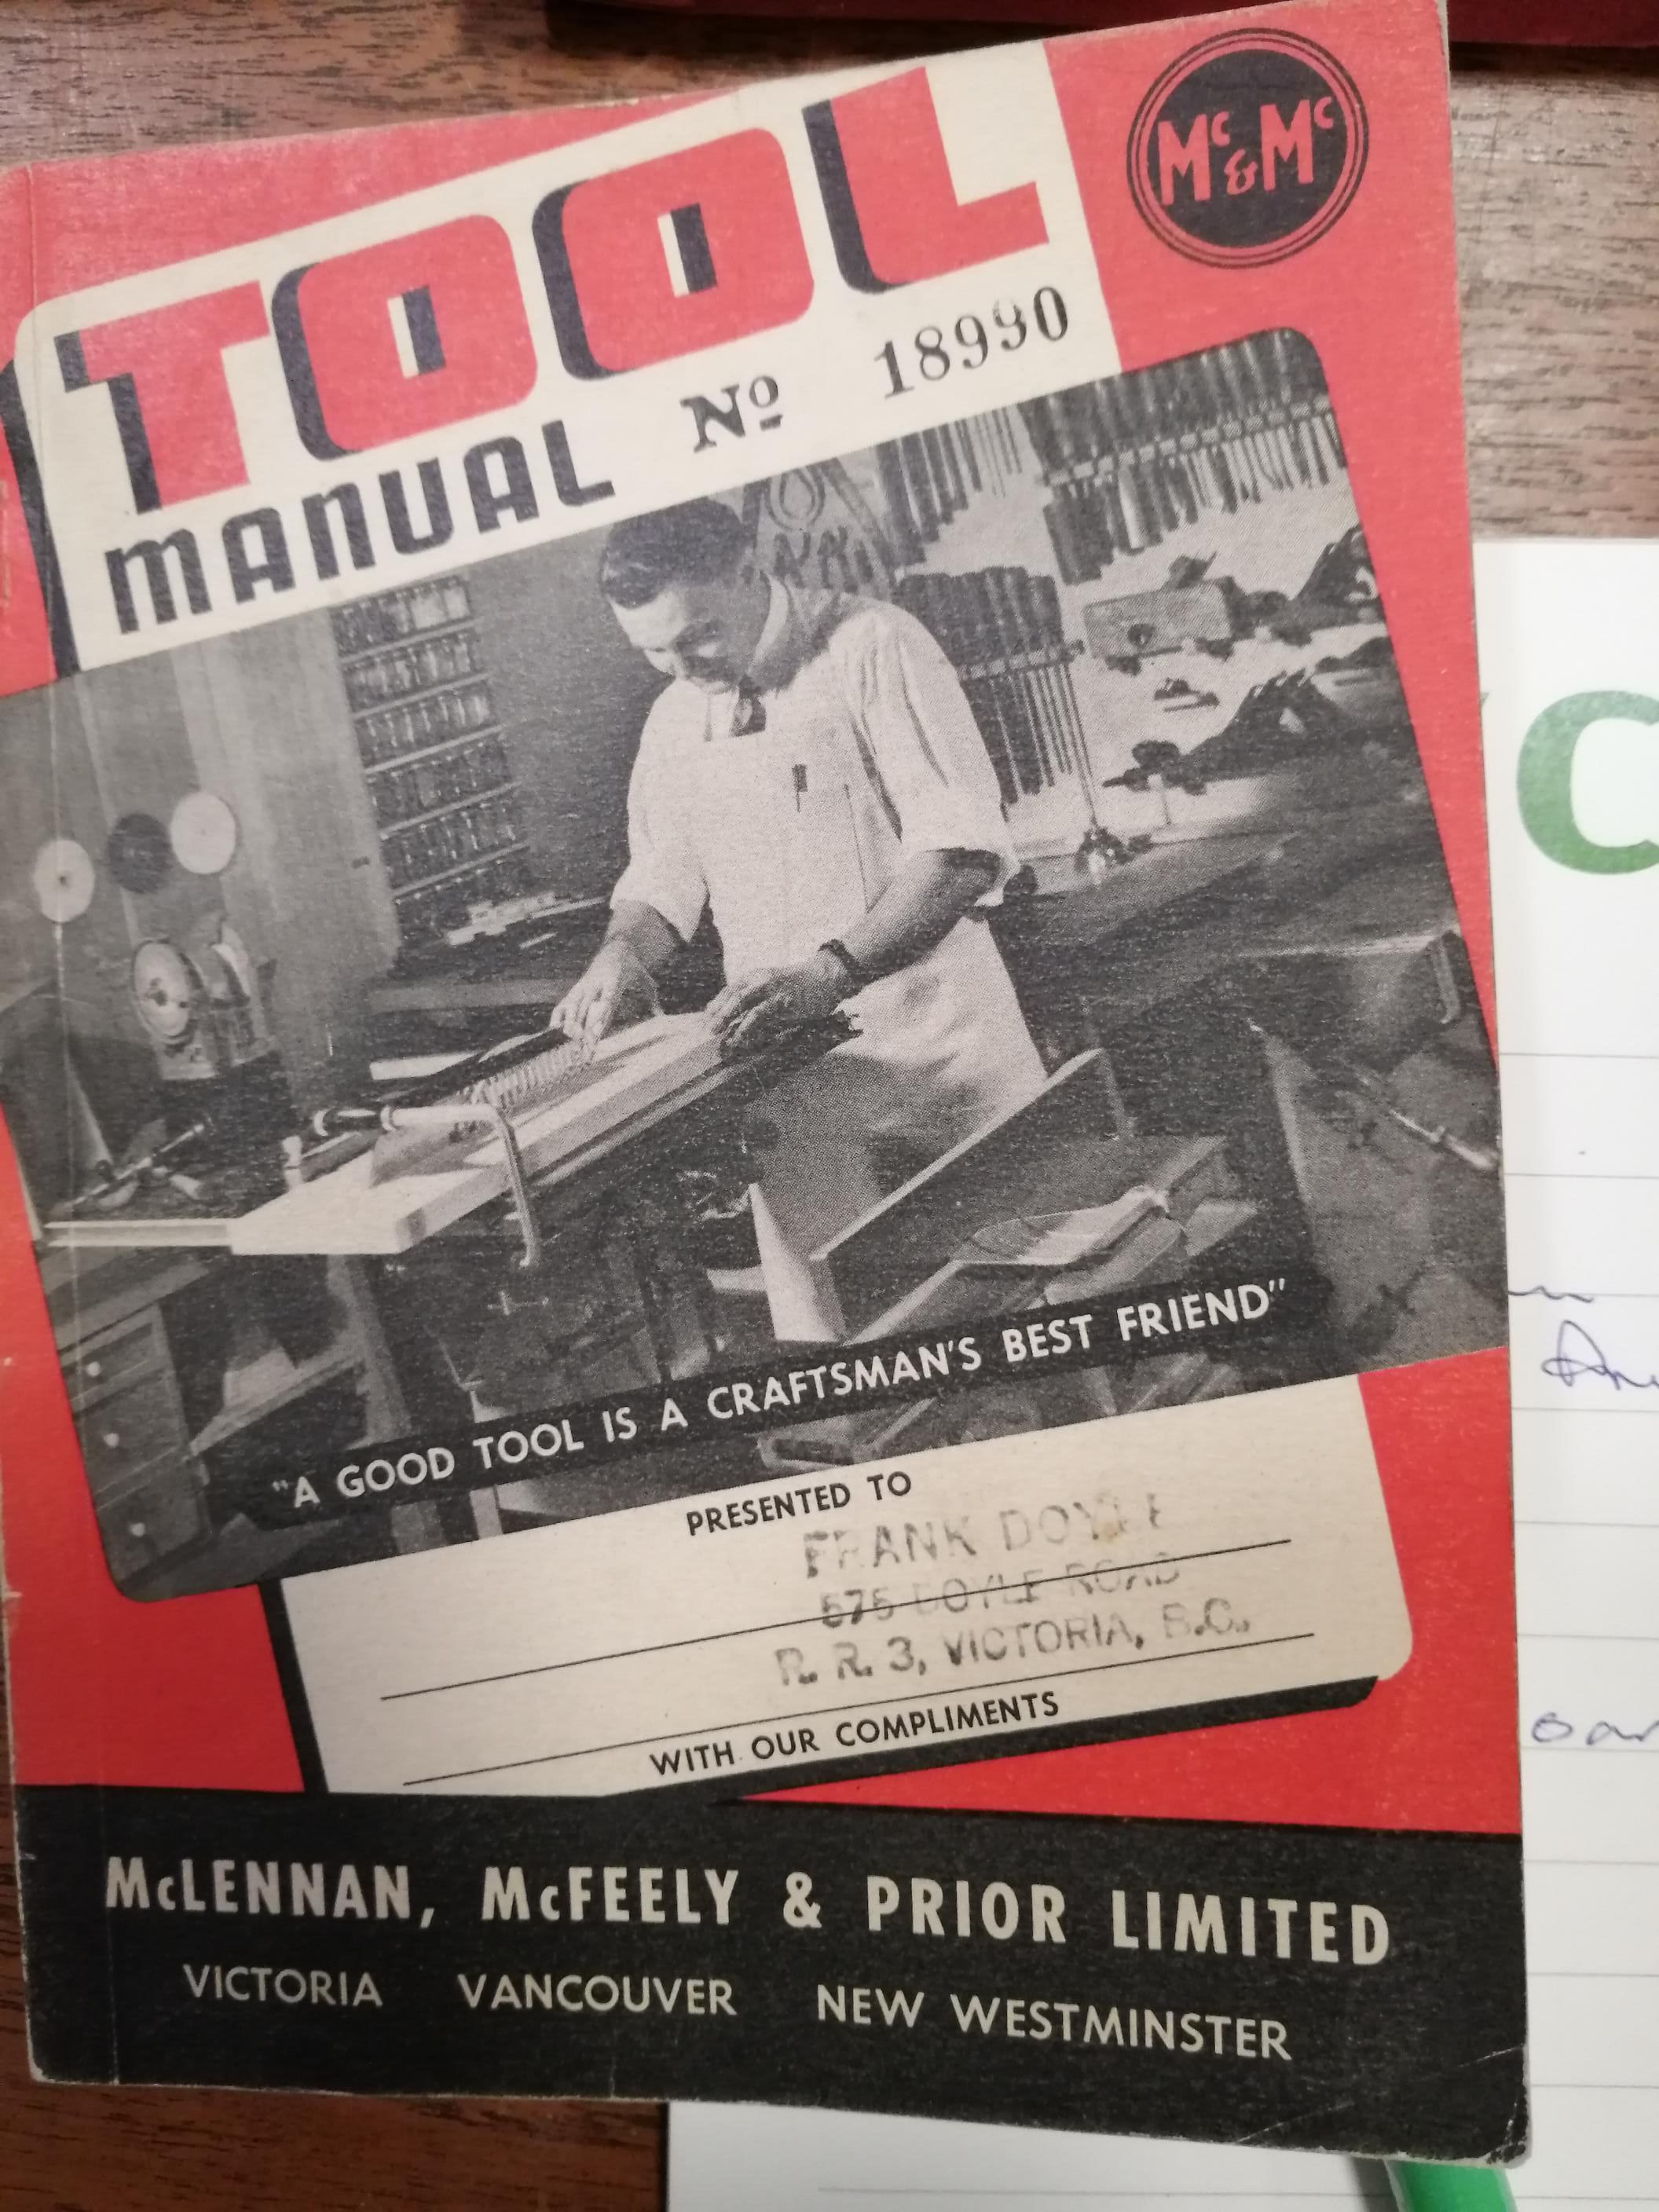 TOOL
Mc & Mc
MANUAL No 18990
"A GOOD TOOL IS A CRAFTSMAN'S BEST FRIEND"
PRESENTED TO
FRANK DOYLE
575 DOYLE ROAD
R. R. 3, VICTORIA, B.C.
WITH OUR COMPLIMENTS
McLENNAN, McFEELY & PRIOR LIMITED
VICTORIA VANCOUVER NEW WESTMINSTER